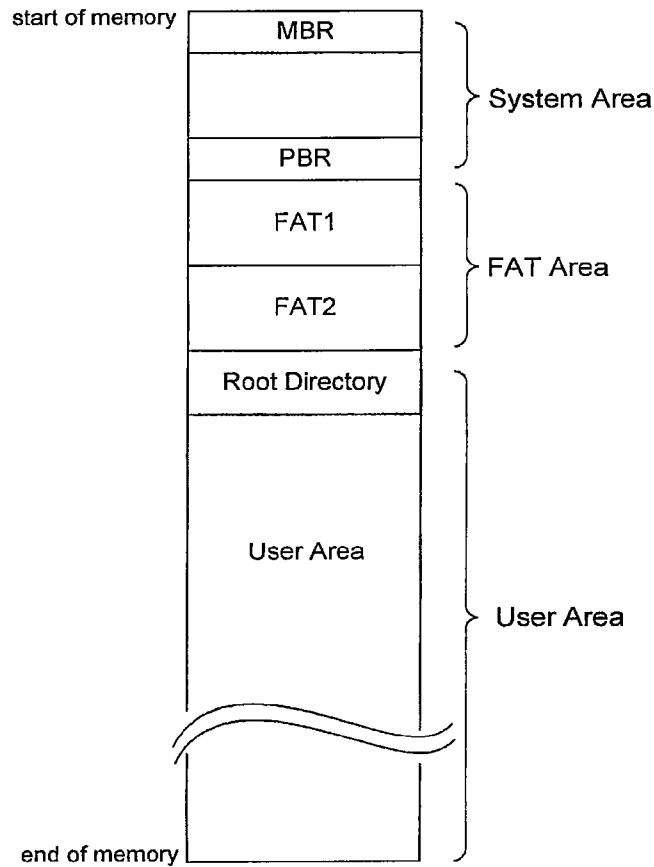 start of memory
MBR
System Area
PBR
FAT1
FAT Area
FAT2
Root Directory
User Area
User Area
end of memory